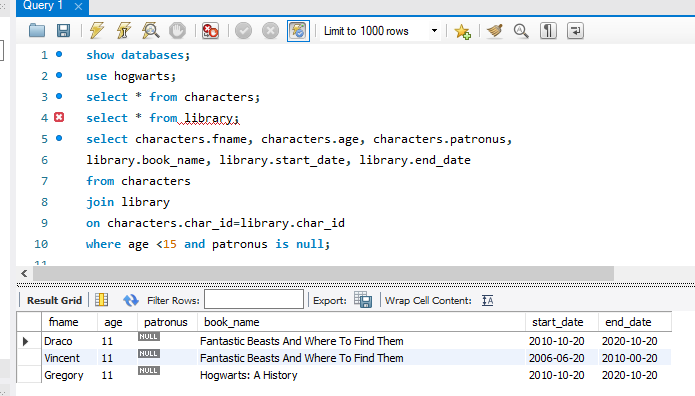 Query 1
Limit to 1000 rows
1 show databases;
2 use hogwarts;
3 select * from characters;
4 select * from library;
5 select characters.fname, characters.age, characters.patronus,
6 library.book_name, library.start_date, library.end_date
7 from characters
8 join library
9 on characters.char_id=library.char_id
10 where age <15 and patronus is null;
11
Result Grid Filter Rows: Export: Wrap Cell Content: IA
fname age patronus book_name start_date end_date
Draco 11 NULL Fantastic Beasts And Where To Find Them 2010-10-20 2020-10-20
Vincent 11 NULL Fantastic Beasts And Where To Find Them 2006-06-20 2010-00-20
Gregory 11 NULL Hogwarts: A History 2010-10-20 2020-10-20